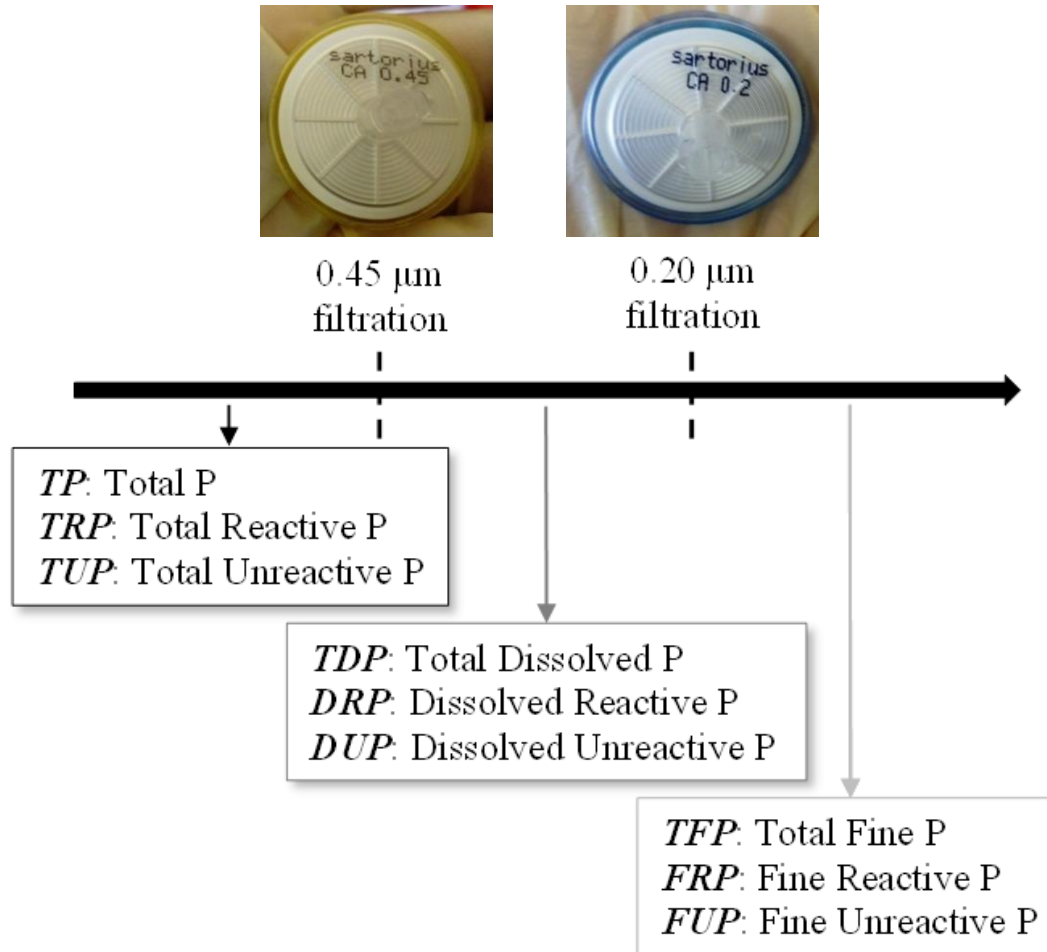 sartorius
CA 0.45
sartorius
CA 0.2
0.45 μm
filtration
0.20 μm
filtration
TP: Total P
TRP: Total Reactive P
TUP: Total Unreactive P
TDP: Total Dissolved P
DRP: Dissolved Reactive P
DUP: Dissolved Unreactive P
TFP: Total Fine P
FRP: Fine Reactive P
FUP: Fine Unreactive P